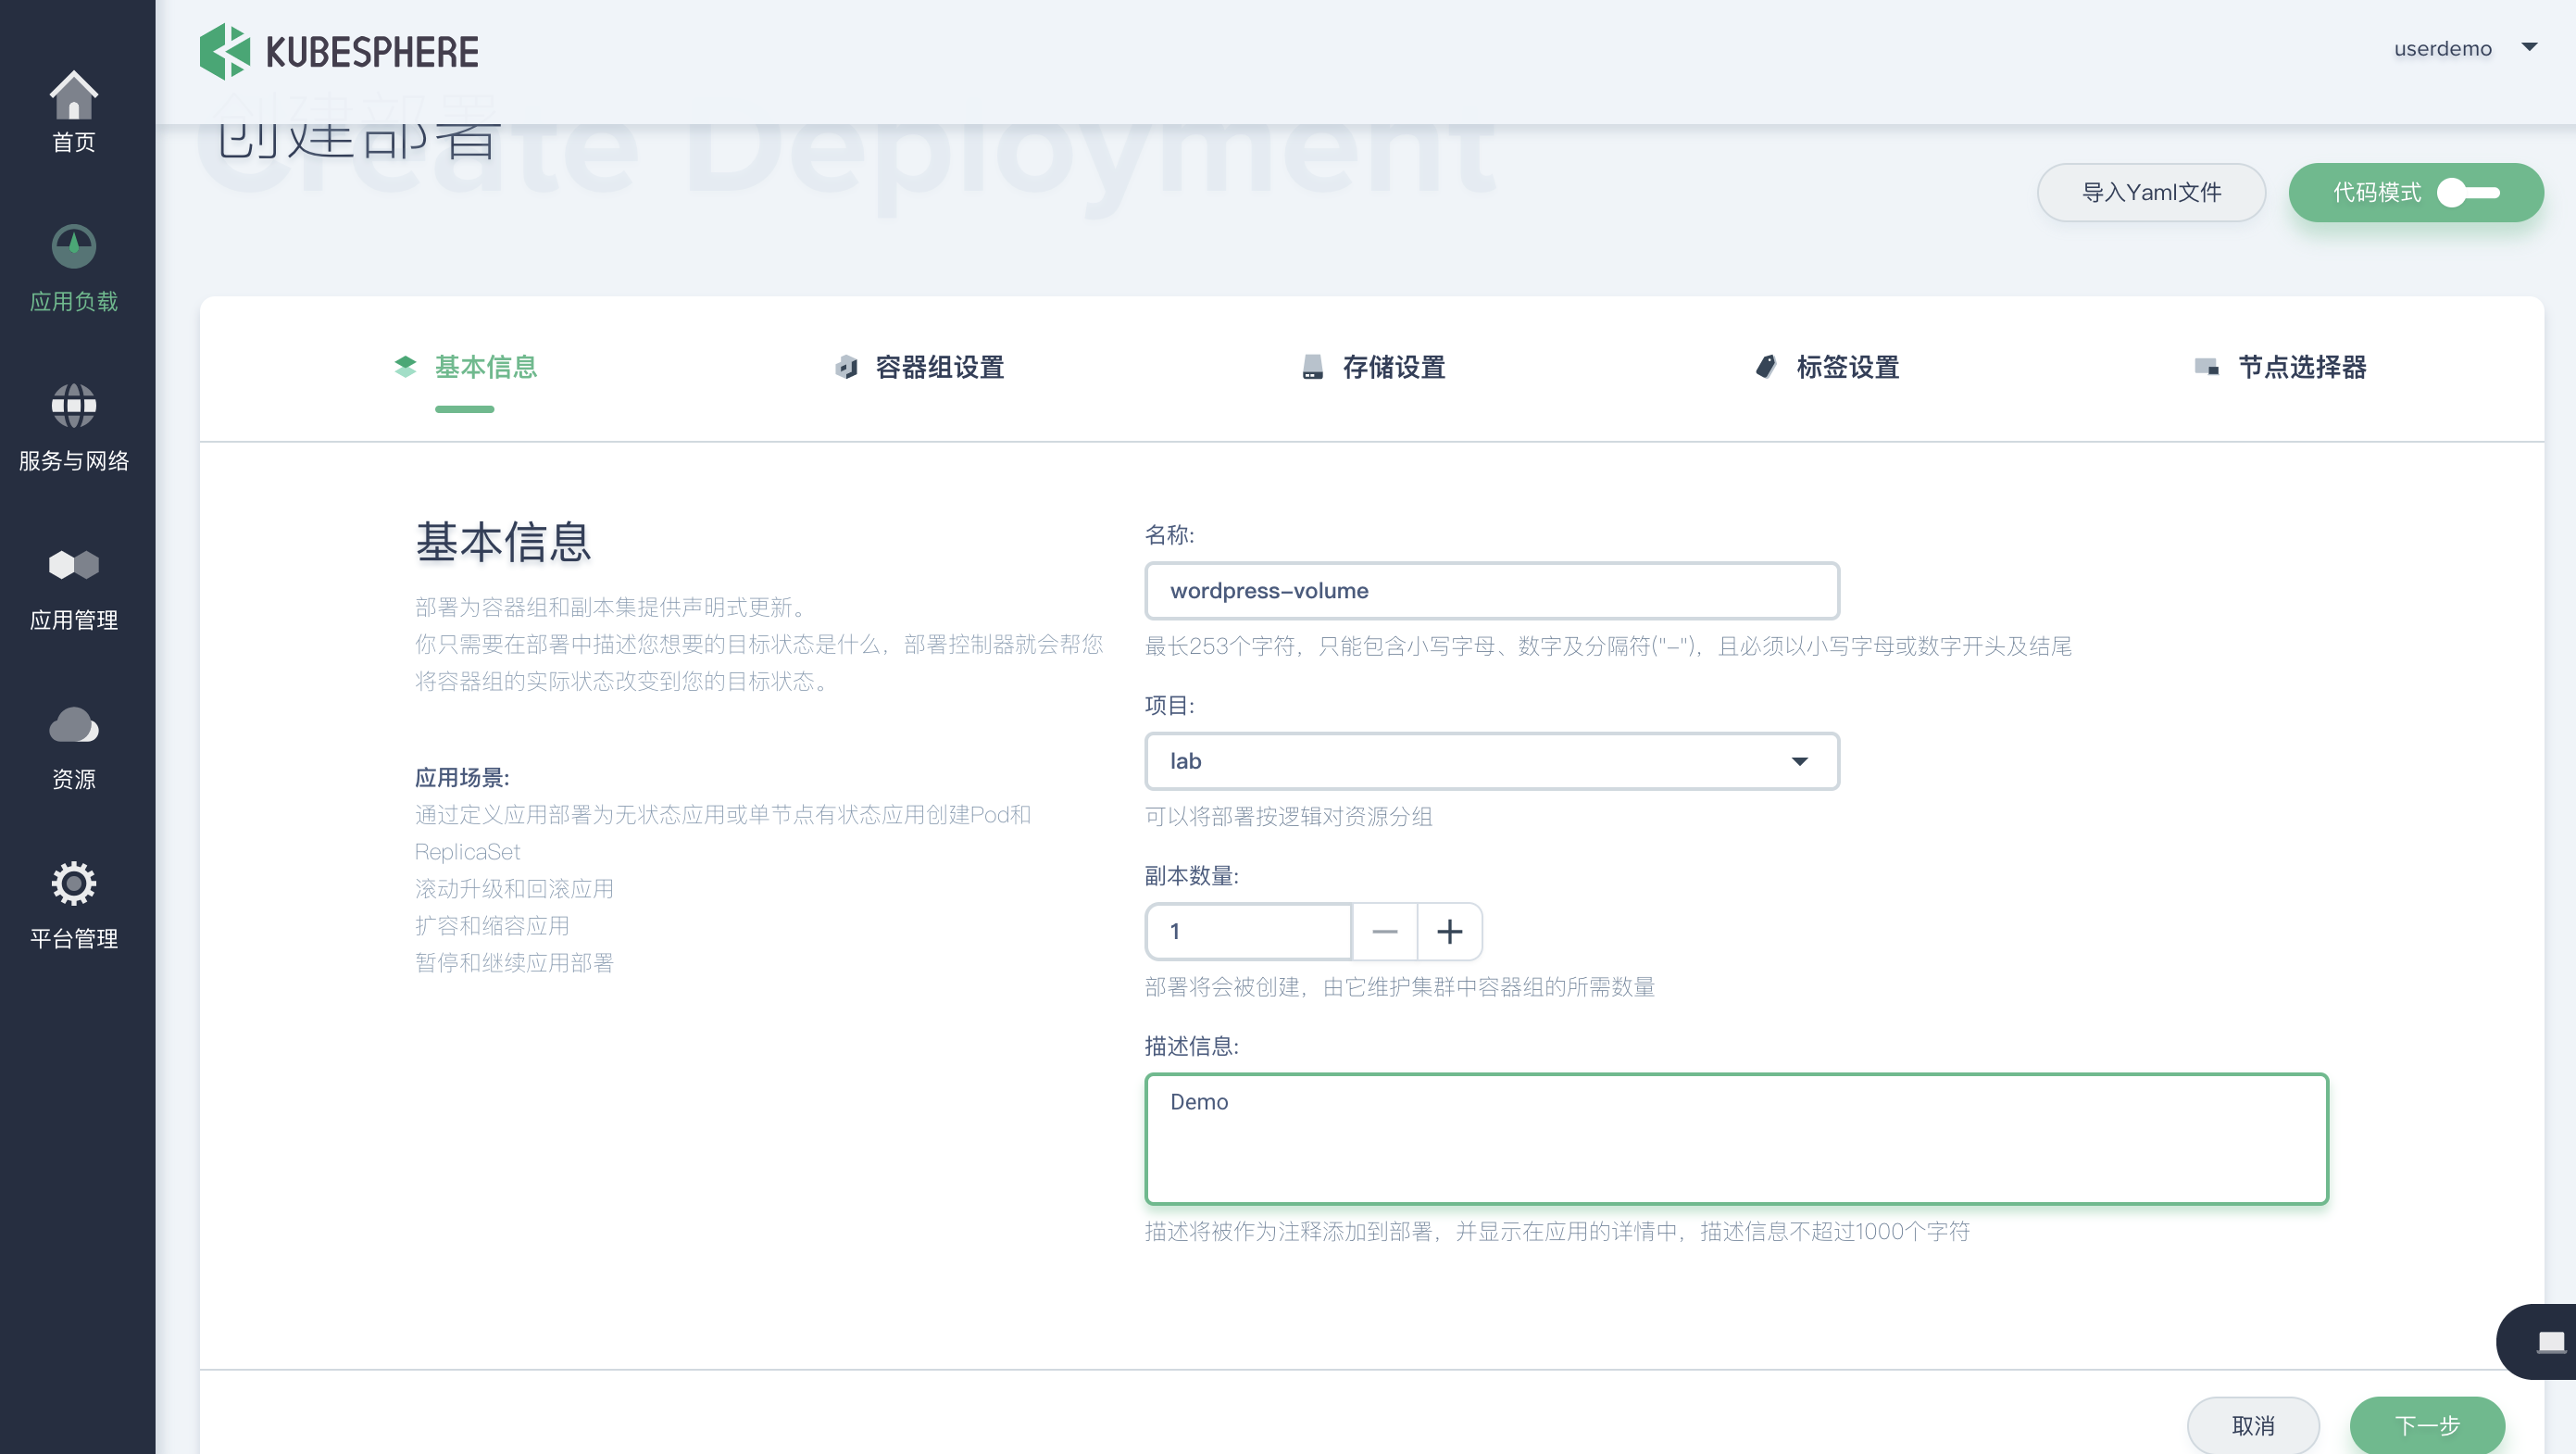 KUBESPHERE
userdemo
首页
应用负载
服务与网络
应用管理
资源
平台管理
创建部署
Create Deployment
导入Yaml文件
代码模式
基本信息
容器组设置
存储设置
标签设置
节点选择器
基本信息
部署为容器组和副本集提供声明式更新。
你只需要在部署中描述您想要的目标状态是什么，部署控制器就会帮您
将容器组的实际状态改变到您的目标状态。
应用场景:
通过定义应用部署为无状态应用或单节点有状态应用创建Pod和
ReplicaSet
滚动升级和回滚应用
扩容和缩容应用
暂停和继续应用部署
名称:
wordpress-volume
最长253个字符，只能包含小写字母、数字及分隔符("-")，且必须以小写字母或数字开头及结尾
项目:
lab
可以将部署按逻辑对资源分组
副本数量:
1
部署将会被创建，由它维护集群中容器组的所需数量
描述信息:
Demo
描述将被作为注释添加到部署，并显示在应用的详情中，描述信息不超过1000个字符
取消
下一步